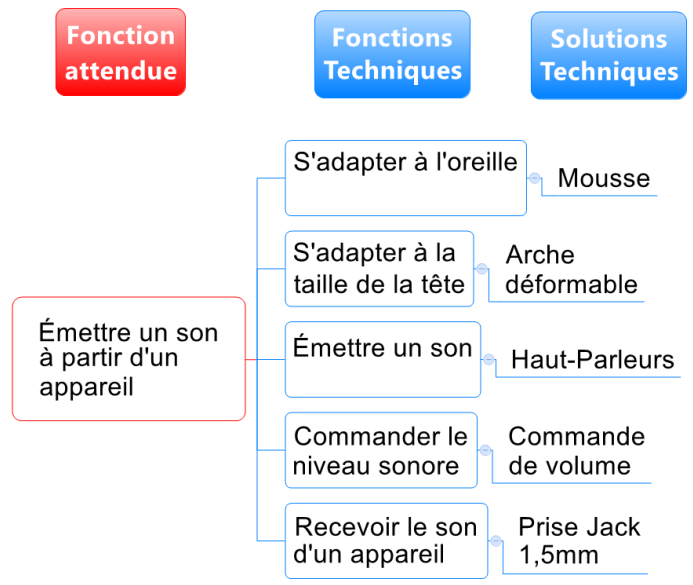 Fonction
attendue
Fonctions
Techniques
Solutions
Techniques
Émettre un son
à partir d'un
appareil
S'adapter à l'oreille
Mousse
S'adapter à la
taille de la tête
Arche
déformable
Émettre un son
Haut-Parleurs
Commander le
niveau sonore
Commande
de volume
Recevoir le son
d'un appareil
Prise Jack
1,5mm